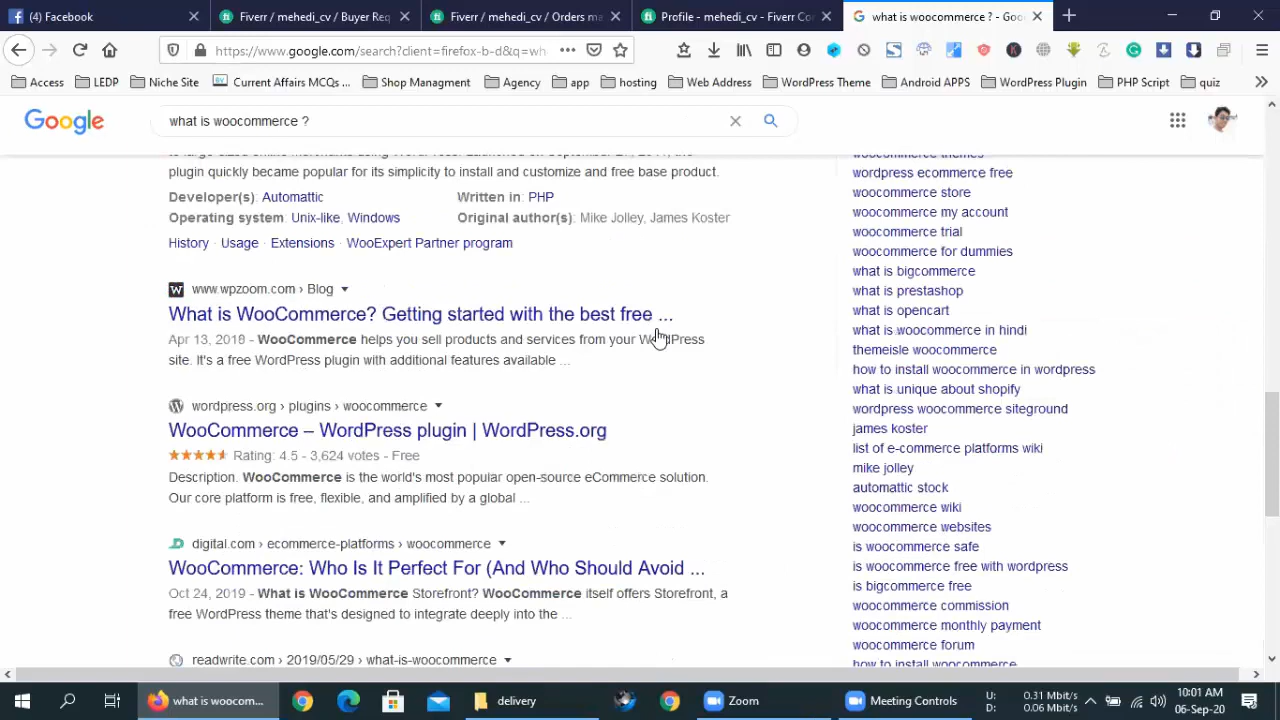 Facebook
Fiverr / mehedi_cv / Buyer Req
Fiverr / mehedi_cv / Orders ma
Profile - mehedi_cv - Fiverr Co
what is woocommerce ? - Goo
https://www.google.com/search?client=firefox-b-d&q=wh
Access
LEDP
Niche Site
Current Affairs MCQs ...
Shop Managment
Agency
app
hosting
Web Address
WordPress Theme
Android APPS
WordPress Plugin
PHP Script
quiz
Google
what is woocommerce ?
plugin quickly became popular for its simplicity to install and customize and free base product.
Developer(s): Automattic
Written in: PHP
Operating system: Unix-like, Windows
Original author(s): Mike Jolley, James Koster
History · Usage · Extensions · WooExpert Partner program
www.wpzoom.com › Blog
What is WooCommerce? Getting started with the best free ...
Apr 13, 2018 - WooCommerce helps you sell products and services from your WordPress
site. It's a free WordPress plugin with additional features available ...
wordpress.org › plugins › woocommerce
WooCommerce – WordPress plugin | WordPress.org
Rating: 4.5 - 3,624 votes - Free
Description. WooCommerce is the world's most popular open-source eCommerce solution.
Our core platform is free, flexible, and amplified by a global ...
digital.com › ecommerce-platforms › woocommerce
WooCommerce: Who Is It Perfect For (And Who Should Avoid ...
Oct 24, 2019 - What is WooCommerce Storefront? WooCommerce itself offers Storefront, a
free WordPress theme that's designed to integrate deeply into the ...
readwrite.com › 2019/05/29 › what-is-woocommerce
woocommerce themes
wordpress ecommerce free
woocommerce store
woocommerce my account
woocommerce trial
woocommerce for dummies
what is bigcommerce
what is prestashop
what is opencart
what is woocommerce in hindi
themeisle woocommerce
how to install woocommerce in wordpress
what is unique about shopify
wordpress woocommerce siteground
james koster
list of e-commerce platforms wiki
mike jolley
automattic stock
woocommerce wiki
woocommerce websites
is woocommerce safe
is woocommerce free with wordpress
is bigcommerce free
woocommerce commission
woocommerce monthly payment
woocommerce forum
how to install woocommerce
what is woocom...
delivery
Zoom
Meeting Controls
U: 0.31 Mbit/s
D: 0.06 Mbit/s
10:01 AM
06-Sep-20